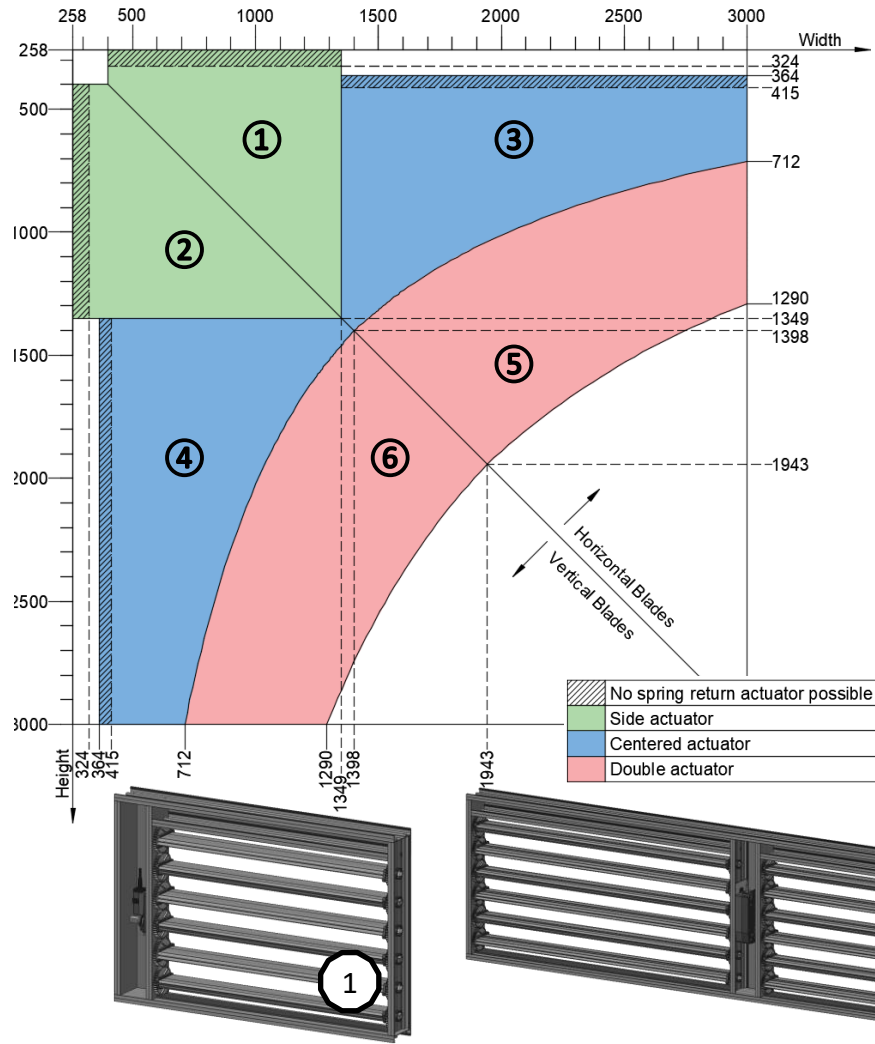 258 500 1000 1500 2000 2500 3000
Width
258
324
364
415
500
712
1000
1290
1349
1398
1500
1943
2000
2500
3000
1
2
3
4
5
6
Horizontal Blades
Vertical Blades
No spring return actuator possible
Side actuator
Centered actuator
Double actuator
Height
324 364 415 712 1290 1349 1398 1943
1